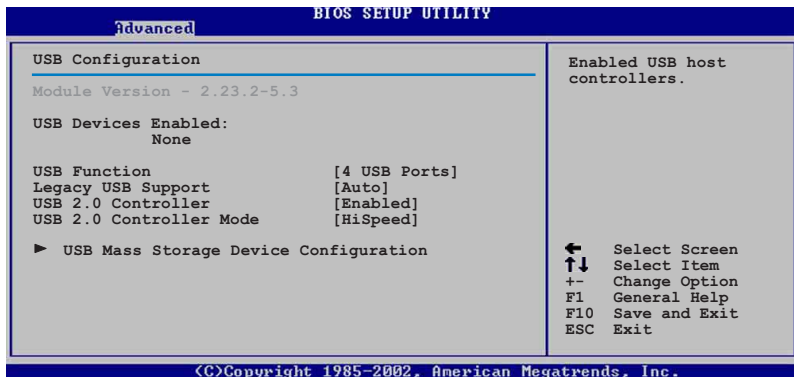 BIOS SETUP UTILITY
Advanced
USB Configuration
Module Version - 2.23.2-5.3
USB Devices Enabled:
None
USB Function [4 USB Ports]
Legacy USB Support [Auto]
USB 2.0 Controller [Enabled]
USB 2.0 Controller Mode [HiSpeed]
► USB Mass Storage Device Configuration
Enabled USB host
controllers.
← Select Screen
↑↓ Select Item
+- Change Option
F1 General Help
F10 Save and Exit
ESC Exit
(C)Copyright 1985-2002, American Megatrends, Inc.